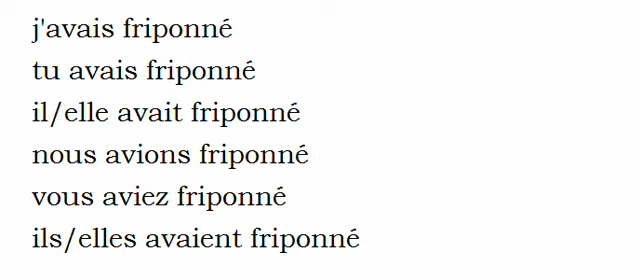 j'avais friponné
tu avais friponné
il/elle avait friponné
nous avions friponné
vous aviez friponné
ils/elles avaient friponné